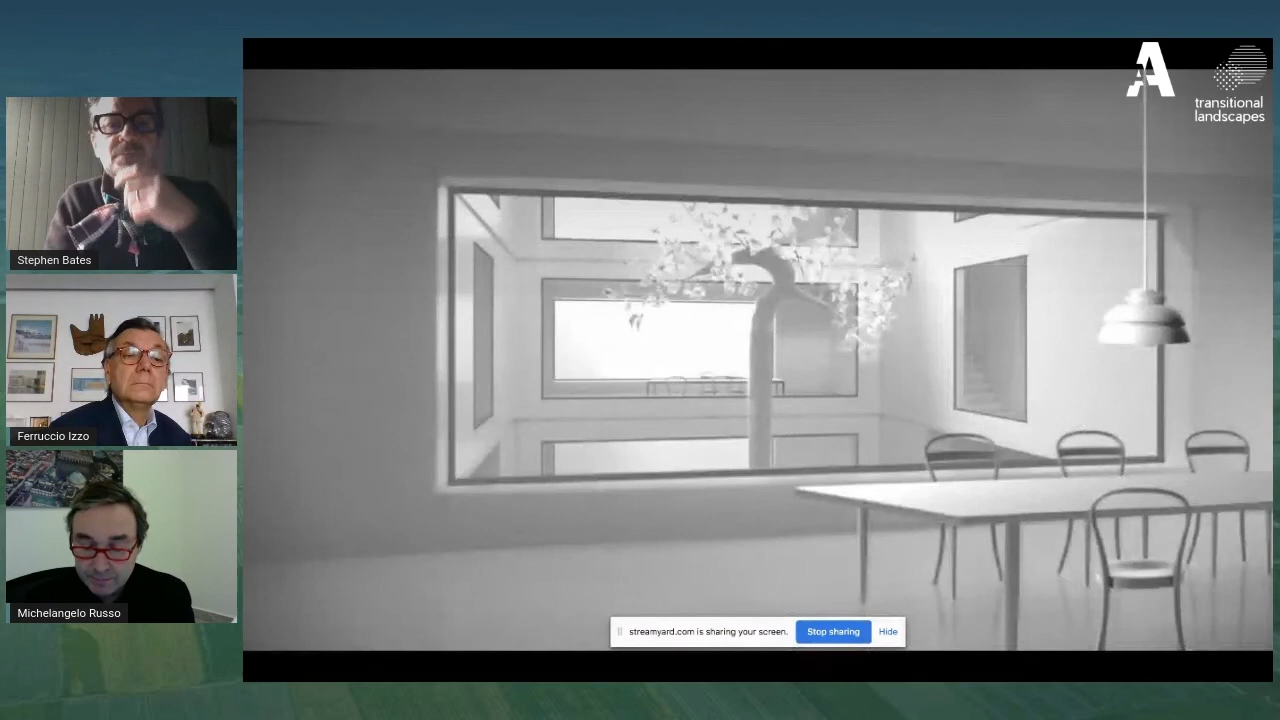 A
transitional
landscapes
Stephen Bates
Ferruccio Izzo
Michelangelo Russo
streamyard.com is sharing your screen. Stop sharing Hide